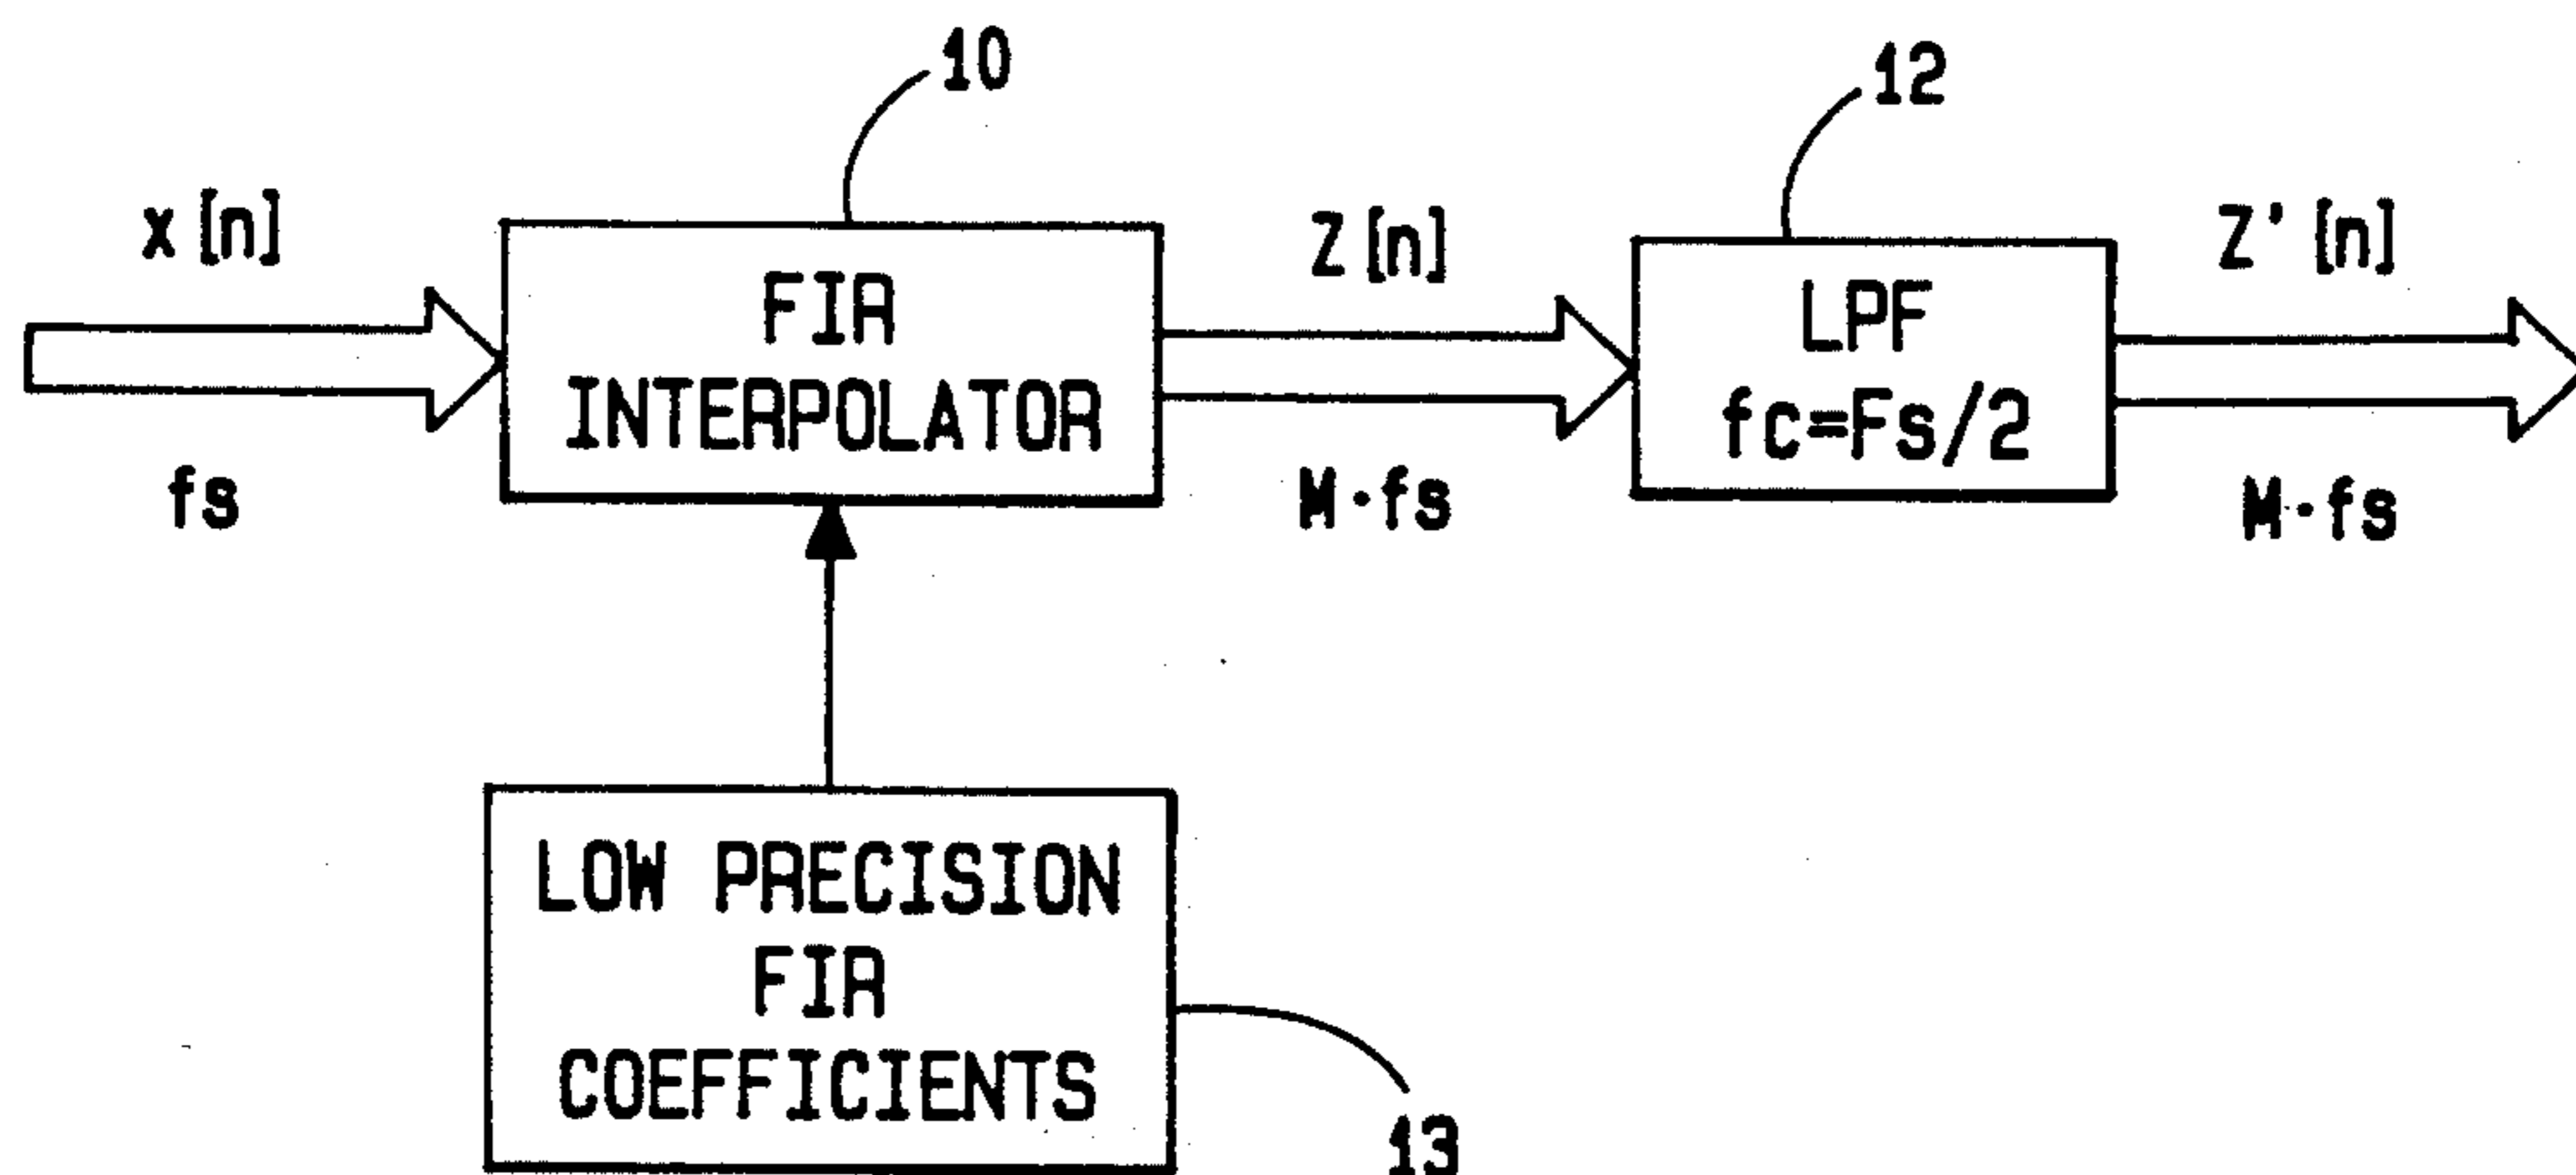 10
12
x[n]
Z[n]
Z'[n]
FIR
INTERPOLATOR
LPF
fc=Fs/2
fs
M·fs
M·fs
LOW PRECISION
FIR
COEFFICIENTS
13